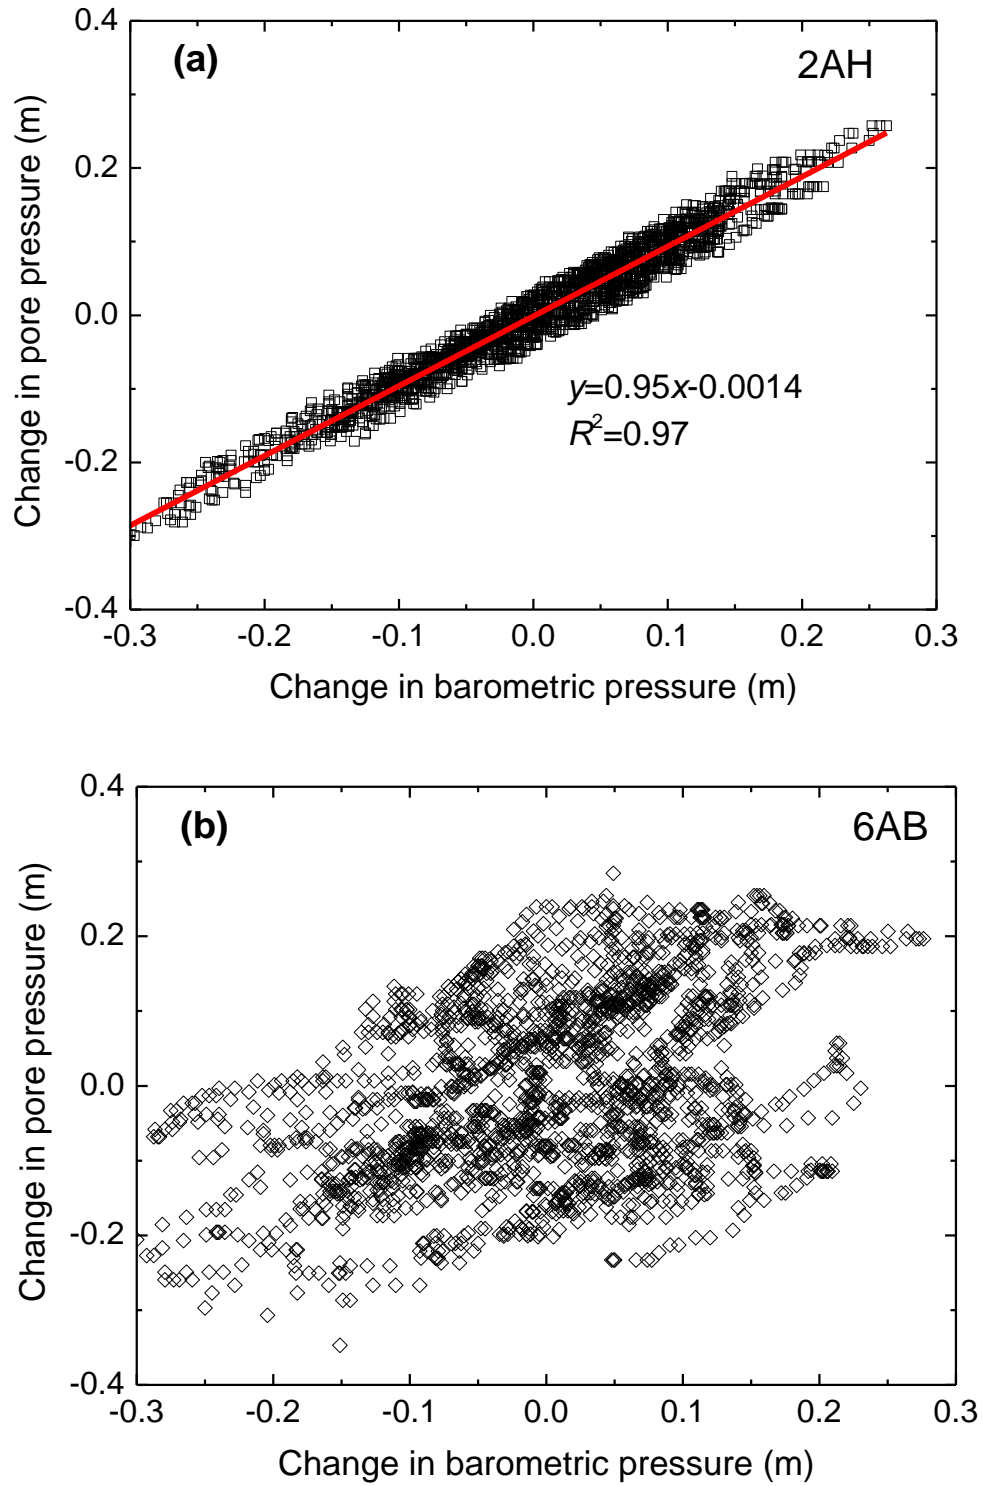 0.4
(a)
2AH
0.2
0.0
-0.2
-0.4
Change in pore pressure (m)
y=0.95x-0.0014
R²=0.97
-0.3 -0.2 -0.1 0.0 0.1 0.2 0.3
Change in barometric pressure (m)
0.4
(b)
6AB
0.2
0.0
-0.2
-0.4
Change in pore pressure (m)
-0.3 -0.2 -0.1 0.0 0.1 0.2 0.3
Change in barometric pressure (m)